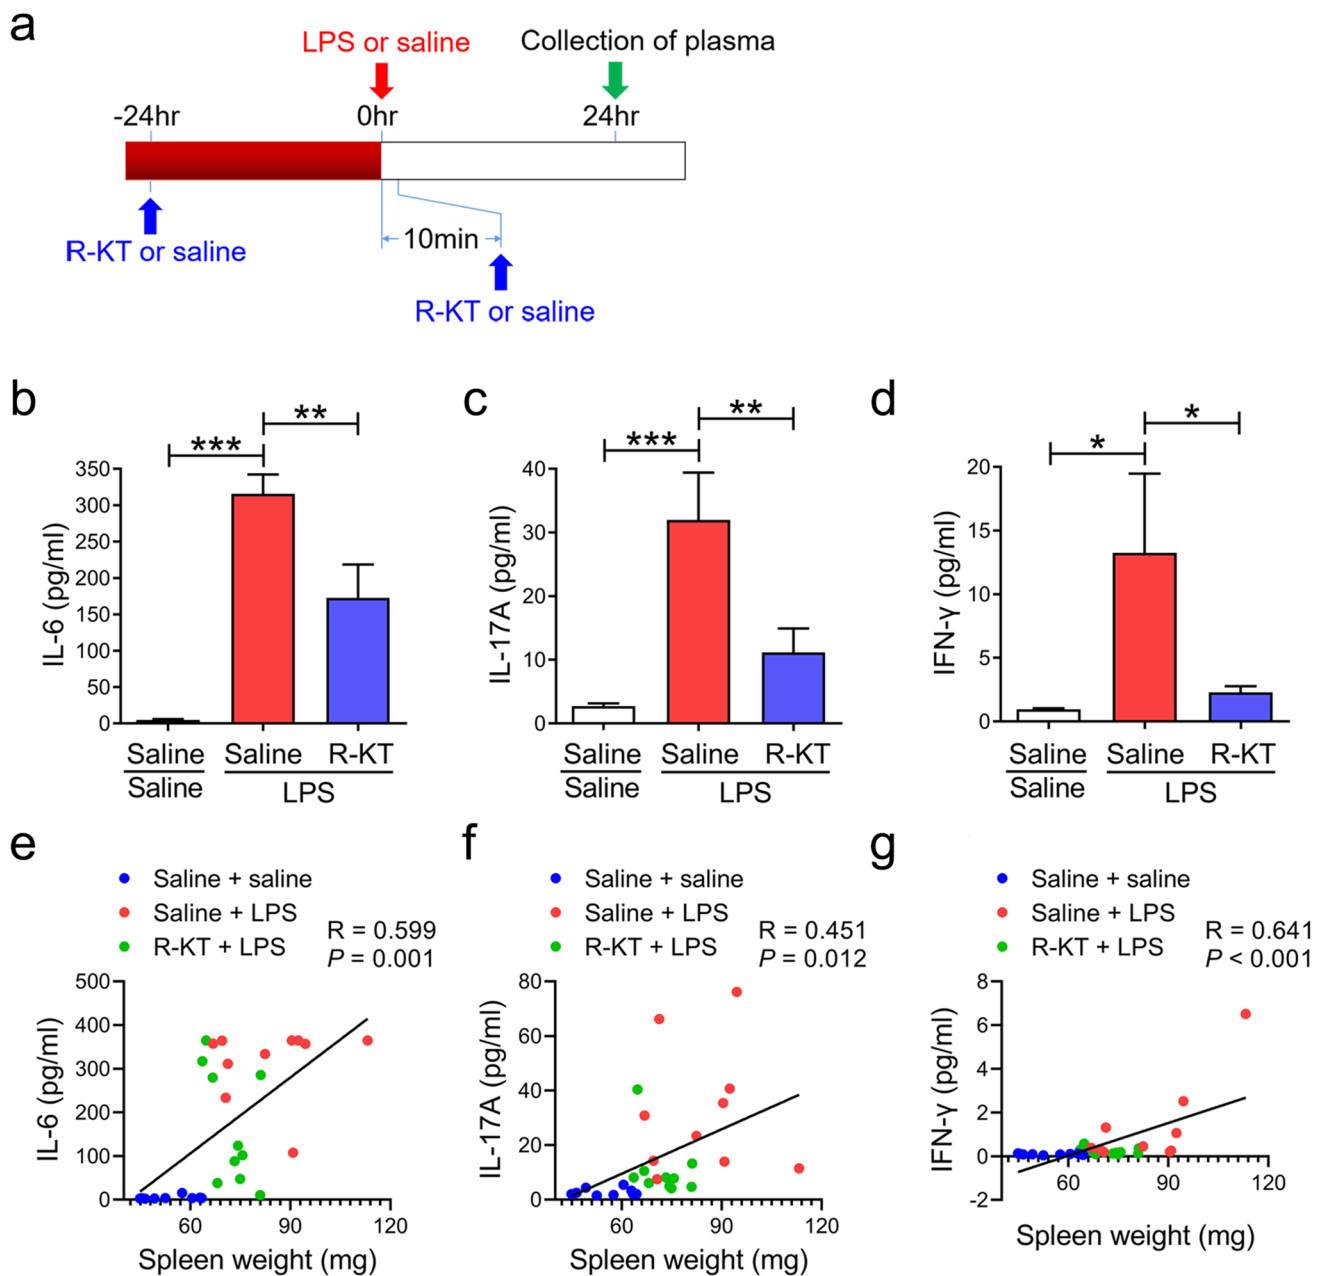 a
LPS or saline
Collection of plasma
-24hr
0hr
24hr
R-KT or saline
10min
R-KT or saline
b
**
***
IL-6 (pg/ml)
350
300
250
200
150
100
50
0
Saline
Saline
R-KT
Saline
LPS
c
**
***
IL-17A (pg/ml)
40
30
20
10
0
Saline
Saline
R-KT
Saline
LPS
d
*
*
IFN-γ (pg/ml)
20
15
10
5
0
Saline
Saline
R-KT
Saline
LPS
e
Saline + saline
Saline + LPS
R-KT + LPS
R = 0.599
P = 0.001
IL-6 (pg/ml)
500
400
300
200
100
0
60
90
120
Spleen weight (mg)
f
Saline + saline
Saline + LPS
R-KT + LPS
R = 0.451
P = 0.012
IL-17A (pg/ml)
80
60
40
20
0
60
90
120
Spleen weight (mg)
g
Saline + saline
Saline + LPS
R-KT + LPS
R = 0.641
P < 0.001
IFN-γ (pg/ml)
8
6
4
2
0
-2
60
90
120
Spleen weight (mg)